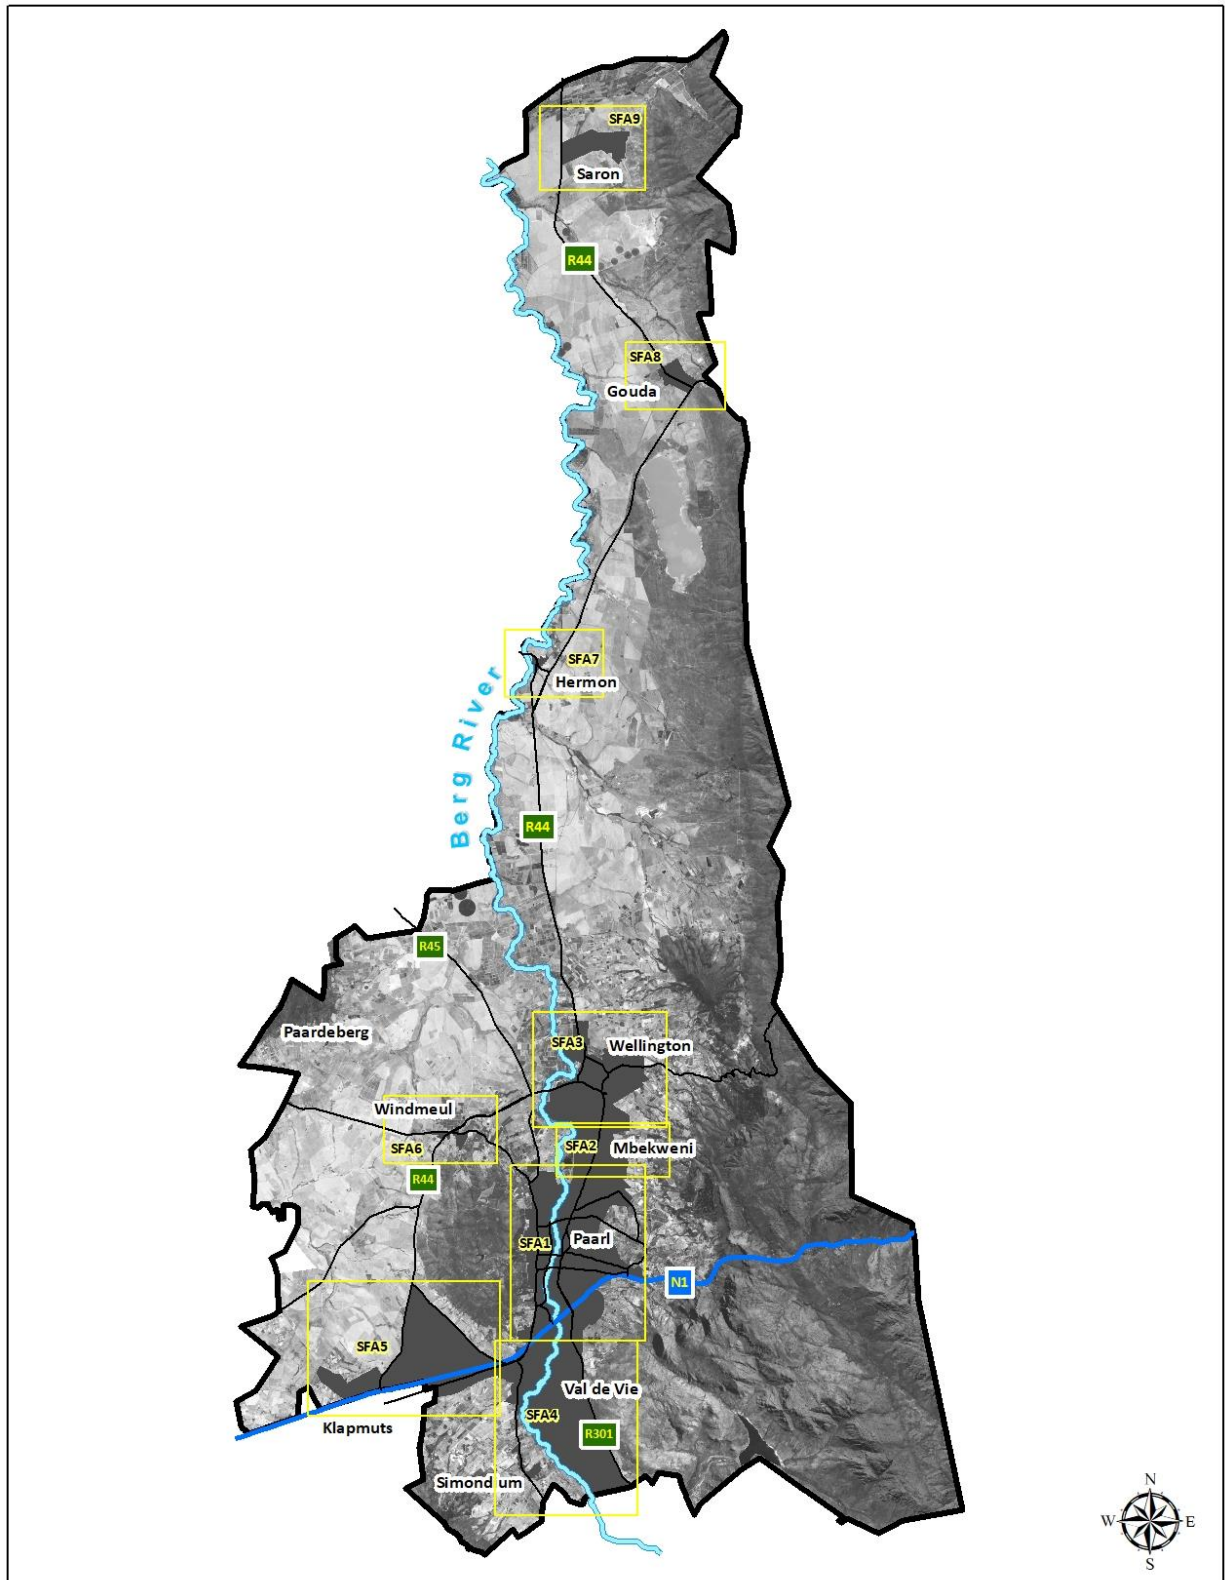 SFA9
Saron
R44
SFA8
Gouda
SFA7
Hermon
Berg River
R44
R45
Paardeberg
SFA3
Wellington
Windmeul
SFA6
SFA2
Mbekweni
R44
SFA1
Paarl
N1
SFA5
Val de Vie
SFA4
R301
Klapmuts
Simondium
N
W
E
S